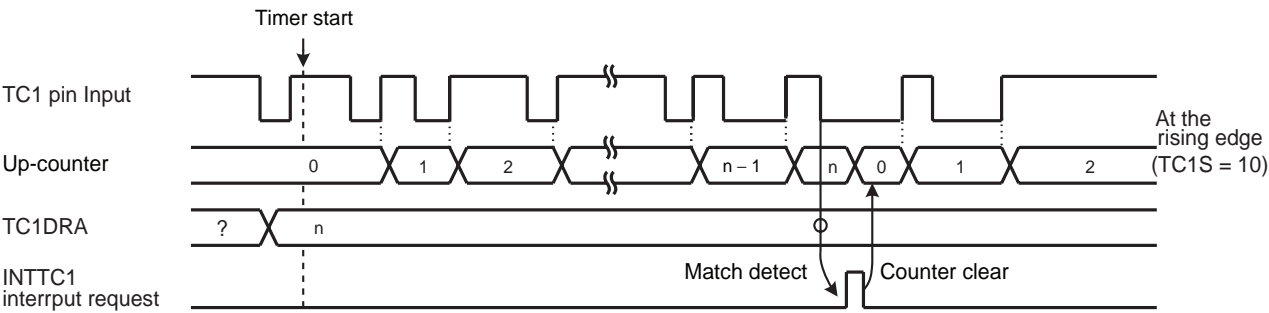 Timer start
TC1 pin Input
At the
rising edge
(TC1S = 10)
Up-counter
0 1 2 n – 1 n 0 1 2
TC1DRA
? n
Match detect
Counter clear
INTTC1
interrput request